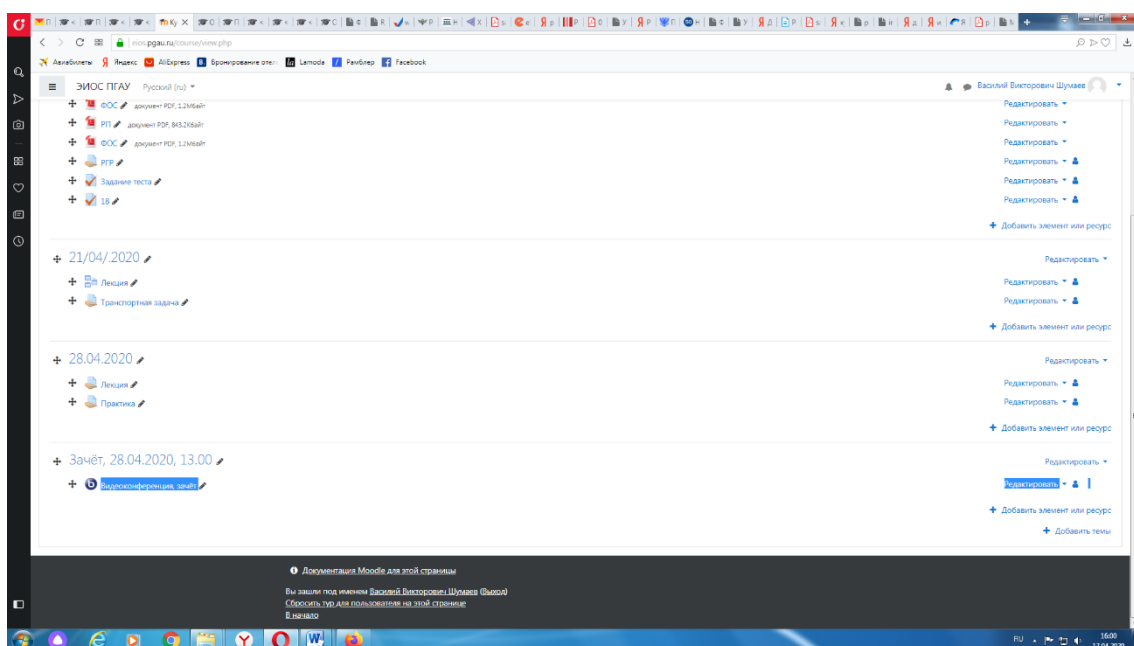 eios.pgau.ru/course/view.php
Авиабилеты Яндекс AliExpress Бронирование отел Lamoda Рамблер Facebook
ЭИОС ПГАУ Русский (ru) Василий Викторович Шумаев
ФОС документ PDF, 1.2Мбайт Редактировать
РП документ PDF, 843.2Кбайт Редактировать
ФОС документ PDF, 1.2Мбайт Редактировать
РГР Редактировать
Задание теста Редактировать
18 Редактировать
+ Добавить элемент или ресурс
21/04/.2020 Редактировать
Лекция Редактировать
Транспортная задача Редактировать
+ Добавить элемент или ресурс
28.04.2020 Редактировать
Лекция Редактировать
Практика Редактировать
+ Добавить элемент или ресурс
Зачёт, 28.04.2020, 13.00 Редактировать
Видеоконференция, зачёт Редактировать
+ Добавить элемент или ресурс
+ Добавить темы
Документация Moodle для этой страницы
Вы зашли под именем Василий Викторович Шумаев (Выход)
Сбросить тур для пользователя на этой странице
В начало
RU 16:00
17.04.2020